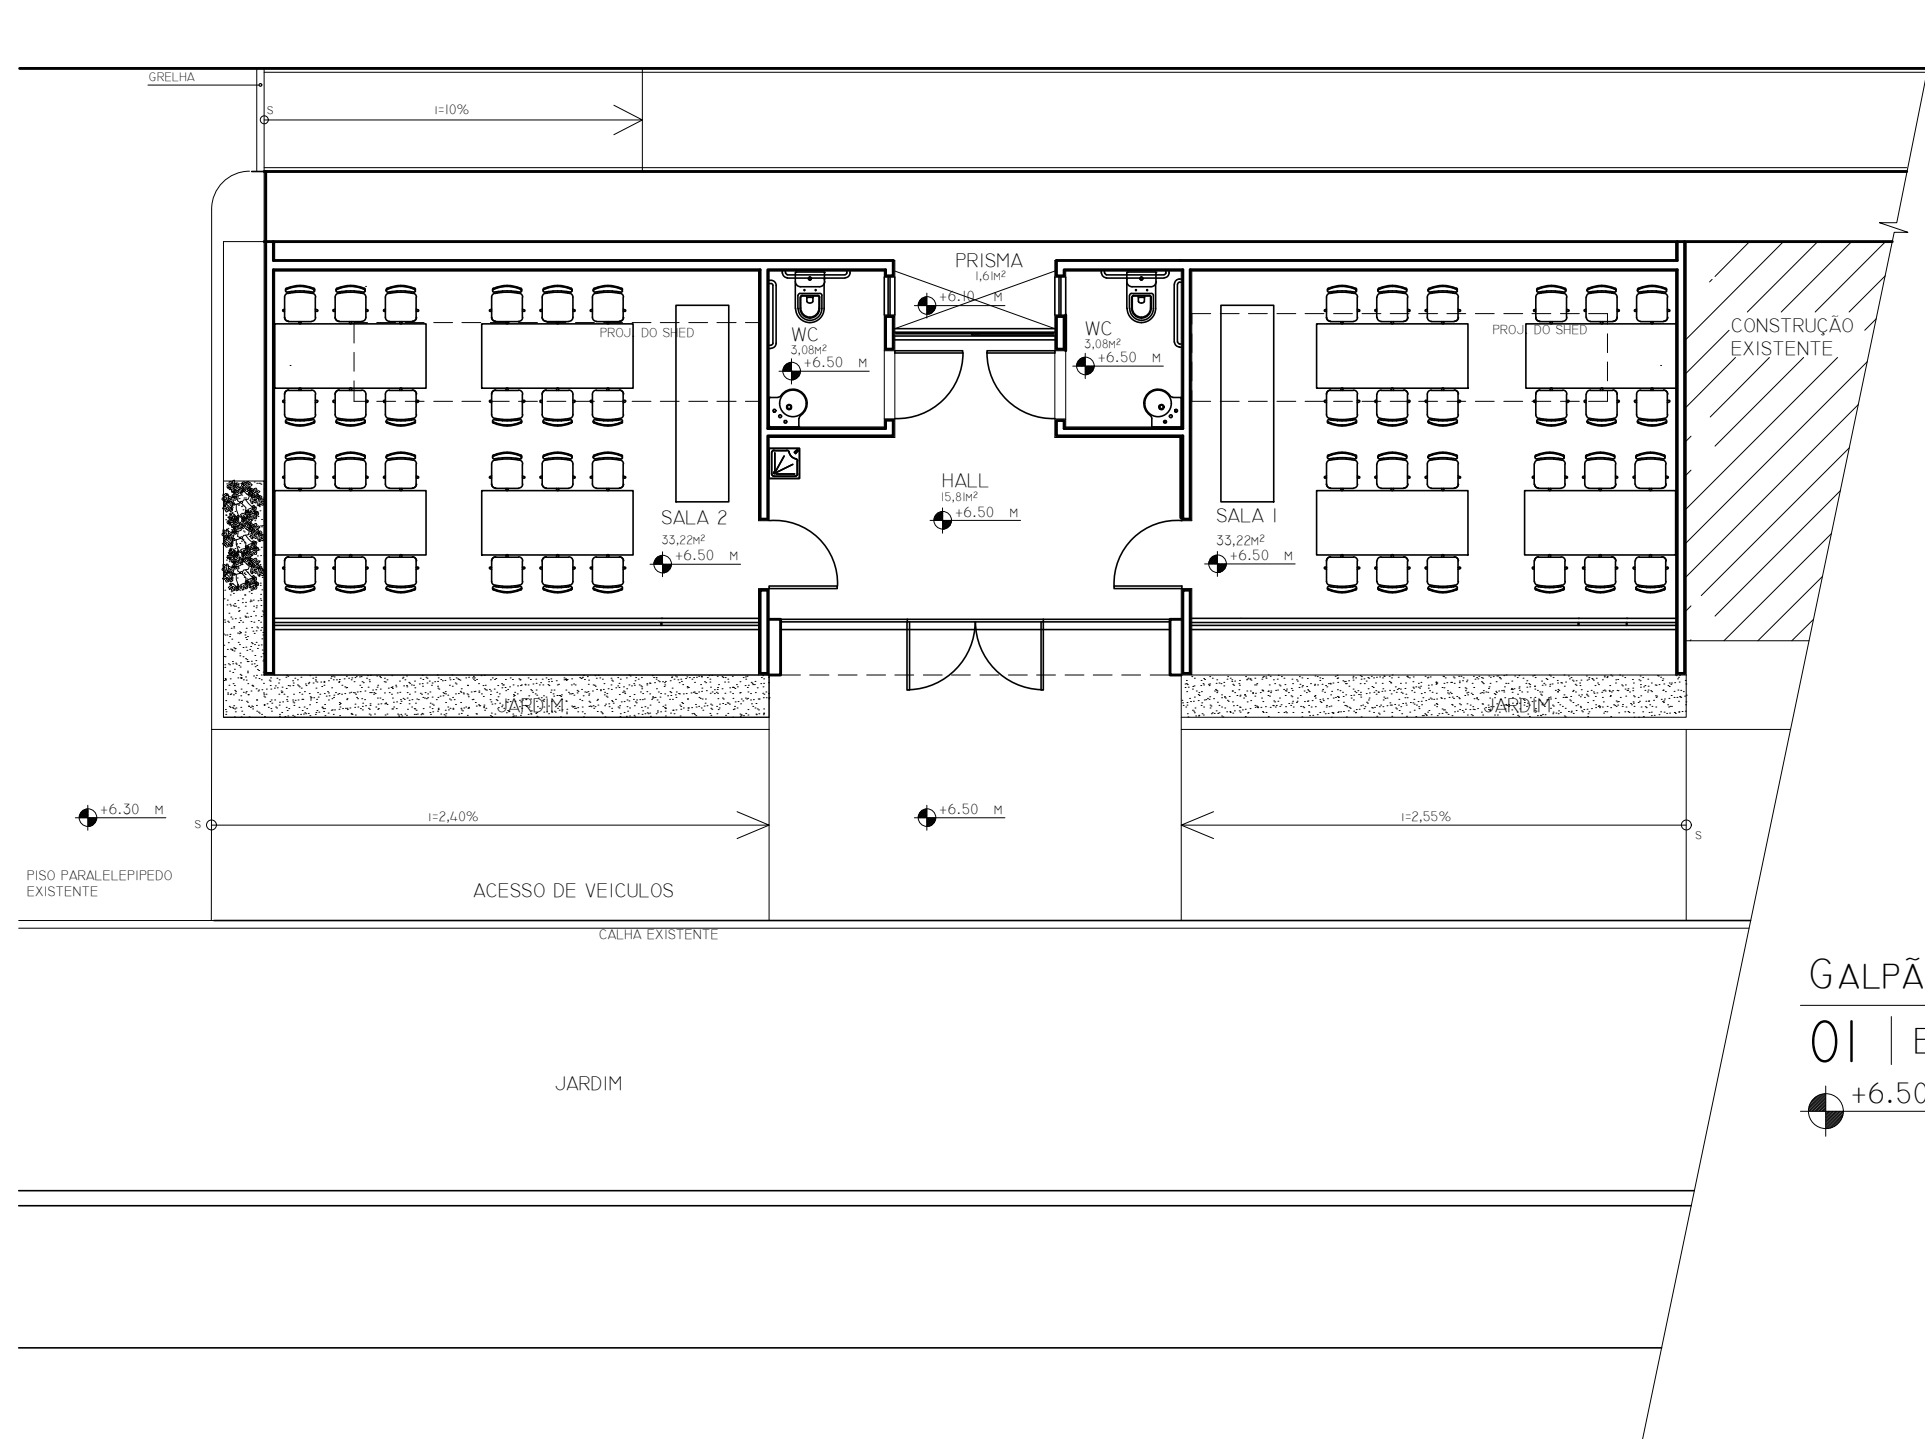 GRELHA
S
i=10%
PRISMA
1,61M²
+6.10 M
WC
3,08M²
+6.50 M
WC
3,08M²
+6.50 M
PROJ. DO SHED
PROJ. DO SHED
CONSTRUÇÃO
EXISTENTE
HALL
15,81M²
+6.50 M
SALA 2
33,22M²
+6.50 M
SALA 1
33,22M²
+6.50 M
JARDIM
JARDIM
+6.30 M
S
i=2,40%
+6.50 M
i=2,55%
S
PISO PARALELEPIPEDO
EXISTENTE
ACESSO DE VEICULOS
CALHA EXISTENTE
GALPÃ
01
+6.50
JARDIM